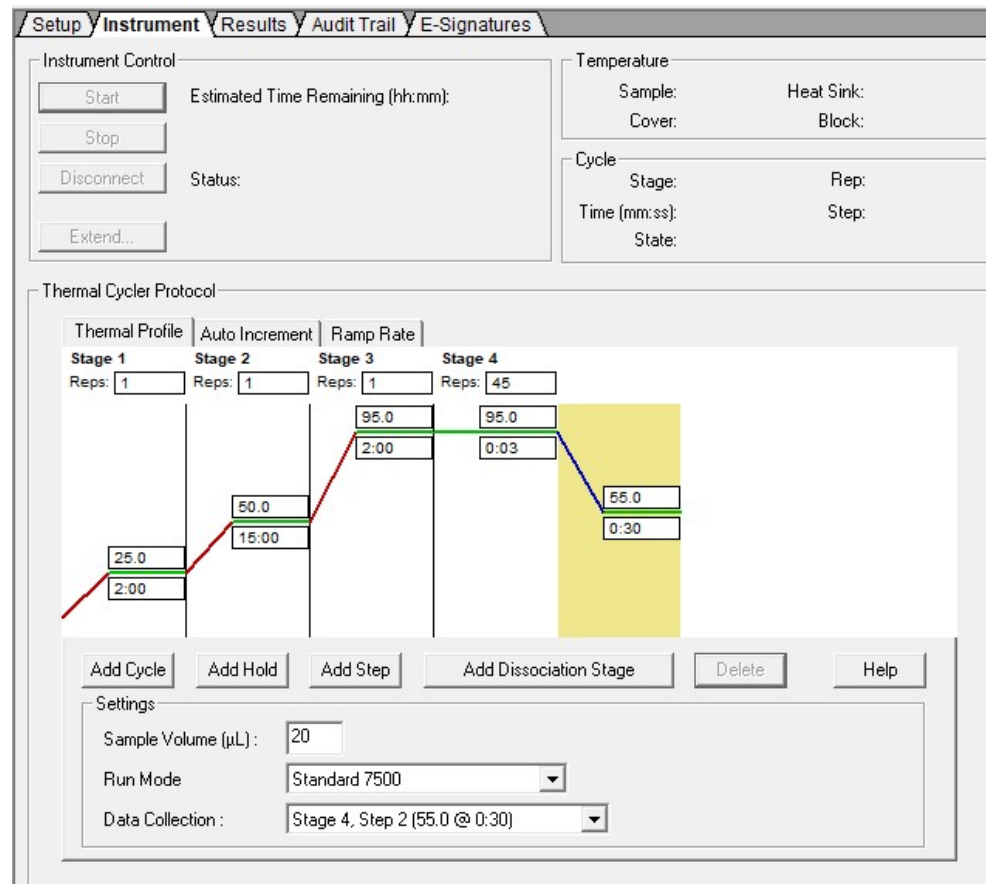 Setup Instrument Results Audit Trail E-Signatures
Instrument Control
Start Estimated Time Remaining (hh:mm):
Stop
Disconnect Status:
Extend...
Temperature
Sample: Heat Sink:
Cover: Block:
Cycle
Stage: Rep:
Time (mm:ss): Step:
State:
Thermal Cycler Protocol
Thermal Profile Auto Increment Ramp Rate
Stage 1 Stage 2 Stage 3 Stage 4
Reps: 1 Reps: 1 Reps: 1 Reps: 45
95.0 95.0
2:00 0:03
50.0 55.0
15:00 0:30
25.0
2:00
Add Cycle Add Hold Add Step Add Dissociation Stage Delete Help
Settings
Sample Volume (µL) : 20
Run Mode Standard 7500
Data Collection : Stage 4, Step 2 (55.0 @ 0:30)